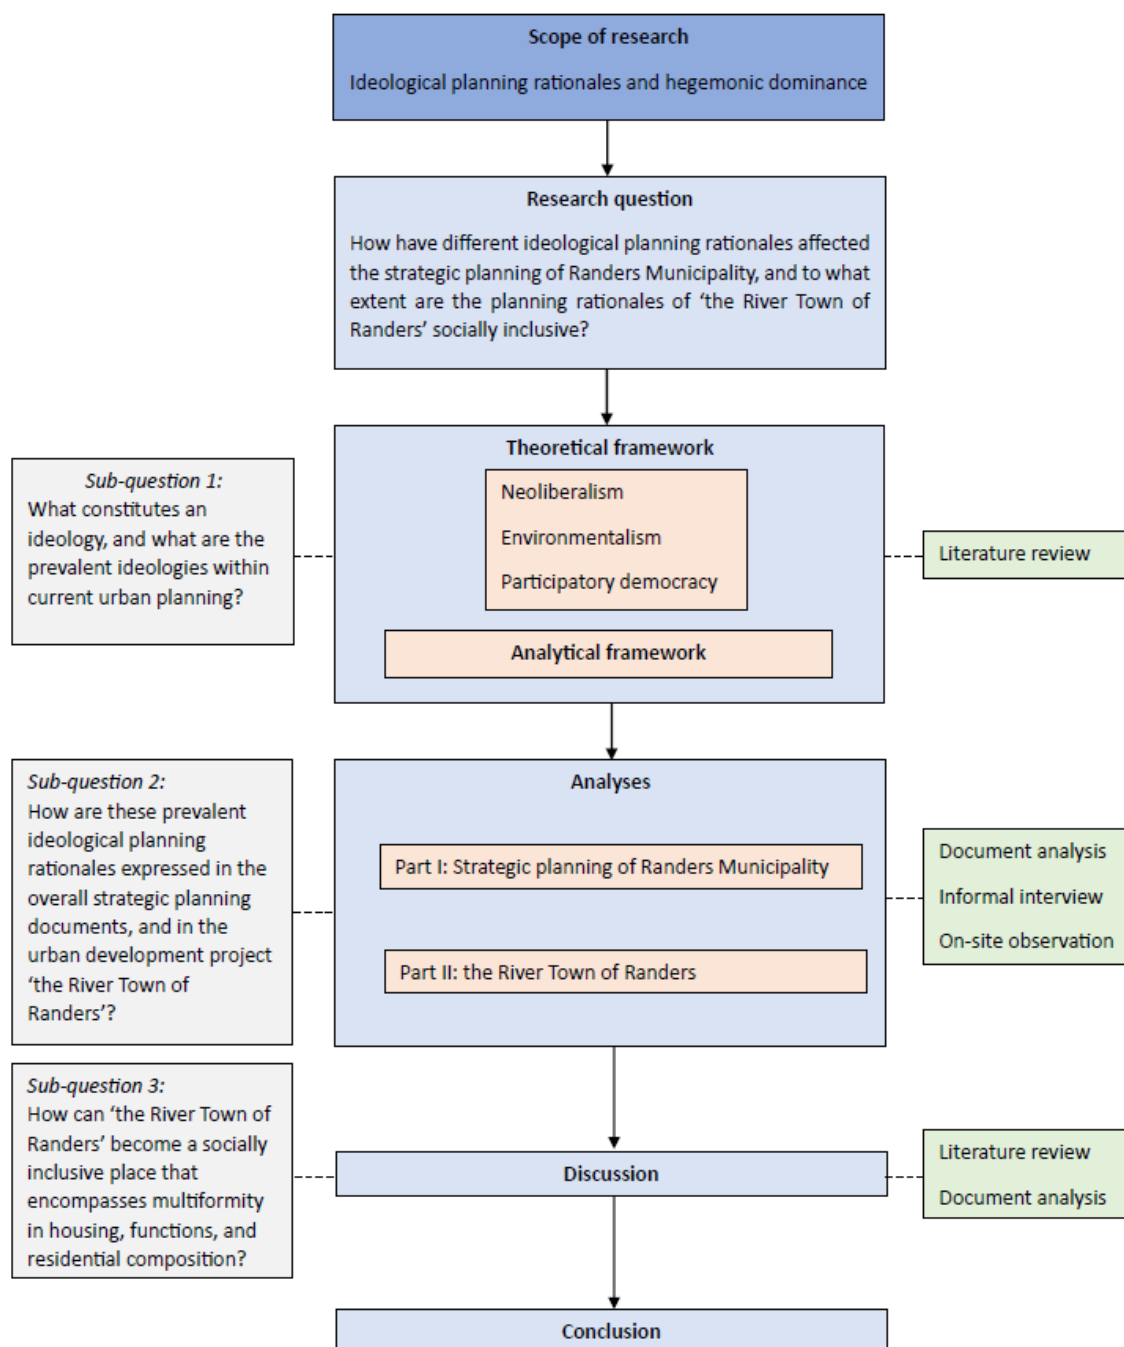 Scope of research
Ideological planning rationales and hegemonic dominance
Research question
How have different ideological planning rationales affected
the strategic planning of Randers Municipality, and to what
extent are the planning rationales of ‘the River Town of
Randers’ socially inclusive?
Theoretical framework
Neoliberalism
Environmentalism
Participatory democracy
Analytical framework
Sub-question 1:
What constitutes an
ideology, and what are the
prevalent ideologies within
current urban planning?
Literature review
Analyses
Part I: Strategic planning of Randers Municipality
Part II: the River Town of Randers
Sub-question 2:
How are these prevalent
ideological planning
rationales expressed in the
overall strategic planning
documents, and in the
urban development project
‘the River Town of
Randers’?
Document analysis
Informal interview
On-site observation
Sub-question 3:
How can ‘the River Town of
Randers’ become a socially
inclusive place that
encompasses multiformity
in housing, functions, and
residential composition?
Discussion
Literature review
Document analysis
Conclusion